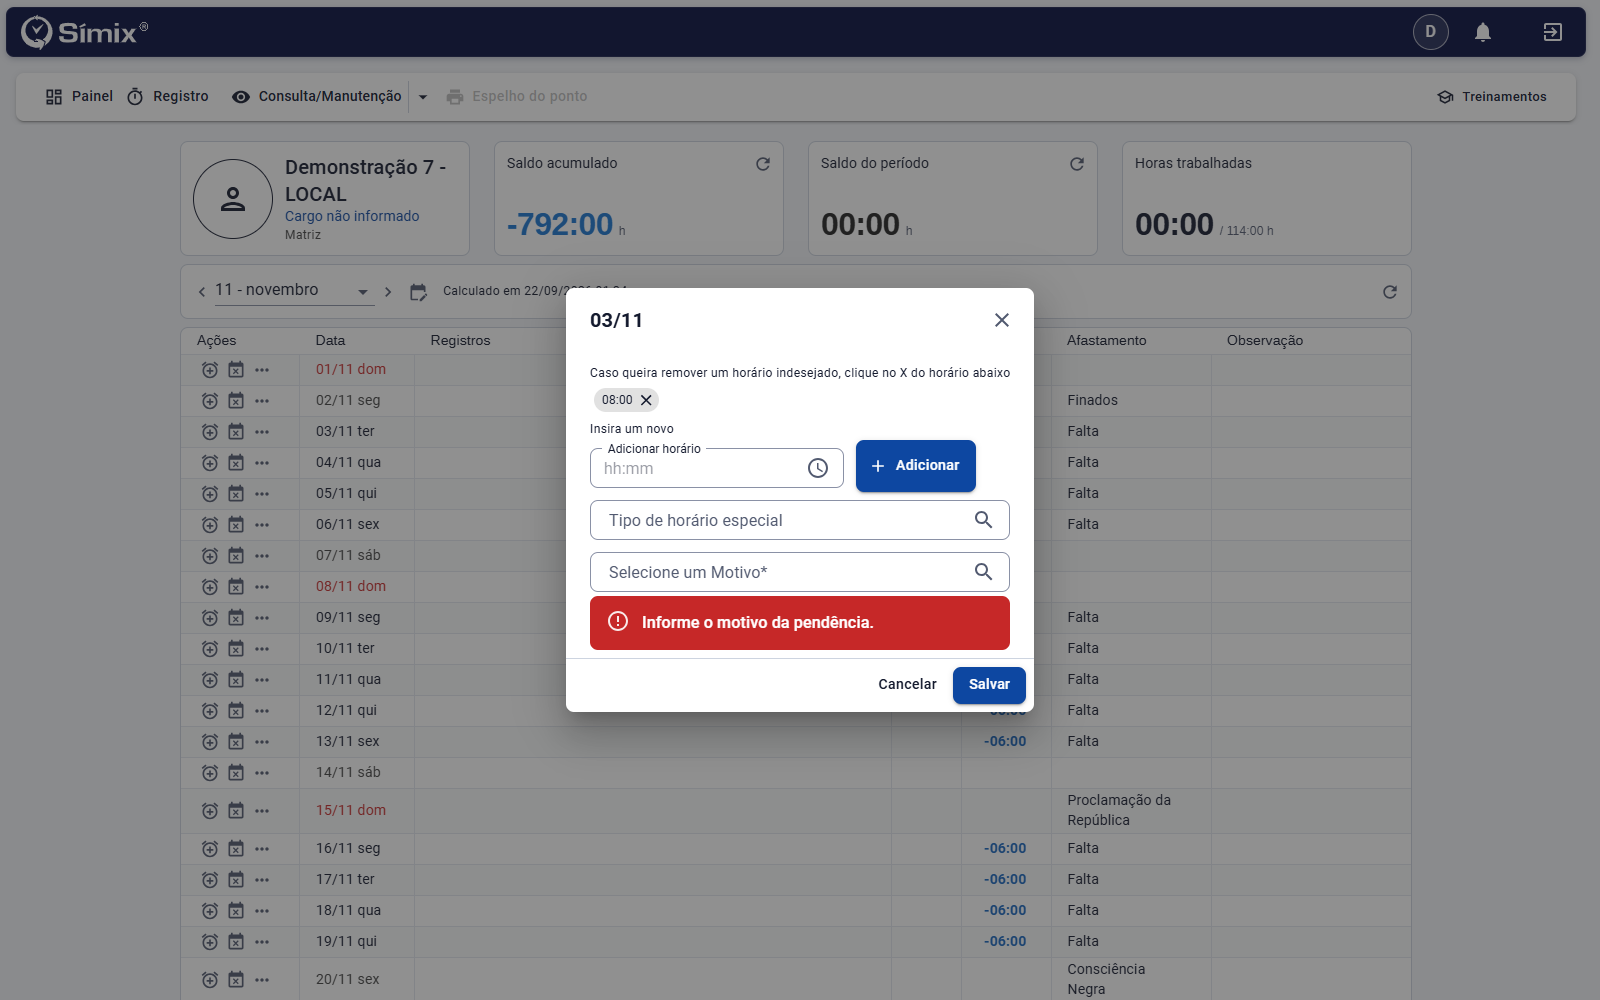 Símix®
D
Painel
Registro
Consulta/Manutenção
Espelho do ponto
Treinamentos
Demonstração 7 -
LOCAL
Cargo não informado
Matriz
Saldo acumulado
-792:00 h
Saldo do período
00:00 h
Horas trabalhadas
00:00 / 114:00 h
11 - novembro
Calculado em 22/09/
Ações Data Registros Afastamento Observação
01/11 dom
02/11 seg Finados
03/11 ter Falta
04/11 qua Falta
05/11 qui Falta
06/11 sex Falta
07/11 sáb
08/11 dom
09/11 seg Falta
10/11 ter Falta
11/11 qua Falta
12/11 qui Falta
13/11 sex -06:00 Falta
14/11 sáb
15/11 dom Proclamação da
República
16/11 seg -06:00 Falta
17/11 ter -06:00 Falta
18/11 qua -06:00 Falta
19/11 qui -06:00 Falta
20/11 sex Consciência
Negra
03/11
Caso queira remover um horário indesejado, clique no X do horário abaixo
08:00
Insira um novo
Adicionar horário
hh:mm
Adicionar
Tipo de horário especial
Selecione um Motivo*
Informe o motivo da pendência.
Cancelar
Salvar